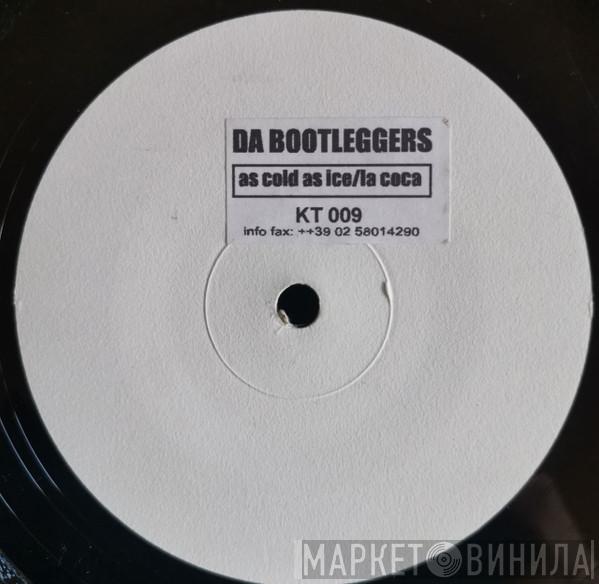 DA BOOTLEGGERS
as cold as ice/la coca
KT 009
info fax: ++39 02 58014290
МАРКЕТ ВИНИЛА